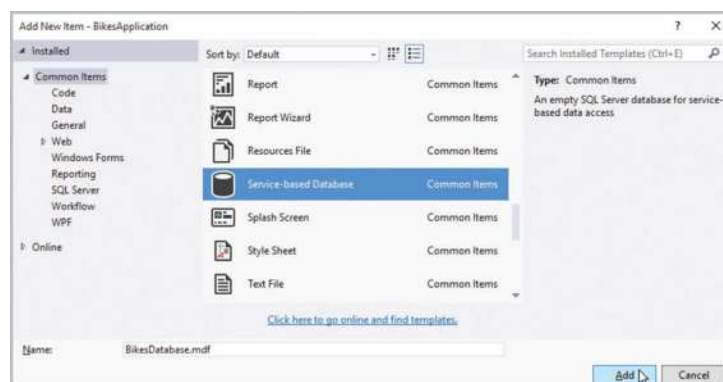 Add New Item - BikesApplication
? X
Installed
Sort by: Default
Search Installed Templates (Ctrl+E)
Common Items
Code
Data
General
Web
Windows Forms
Reporting
SQL Server
Workflow
WPF
Online
Report Common Items
Report Wizard Common Items
Resources File Common Items
Service-based Database Common Items
Splash Screen Common Items
Style Sheet Common Items
Text File Common Items
Type: Common Items
An empty SQL Server database for service-
based data access
Click here to go online and find templates.
Name: BikesDatabase.mdf
Add Cancel